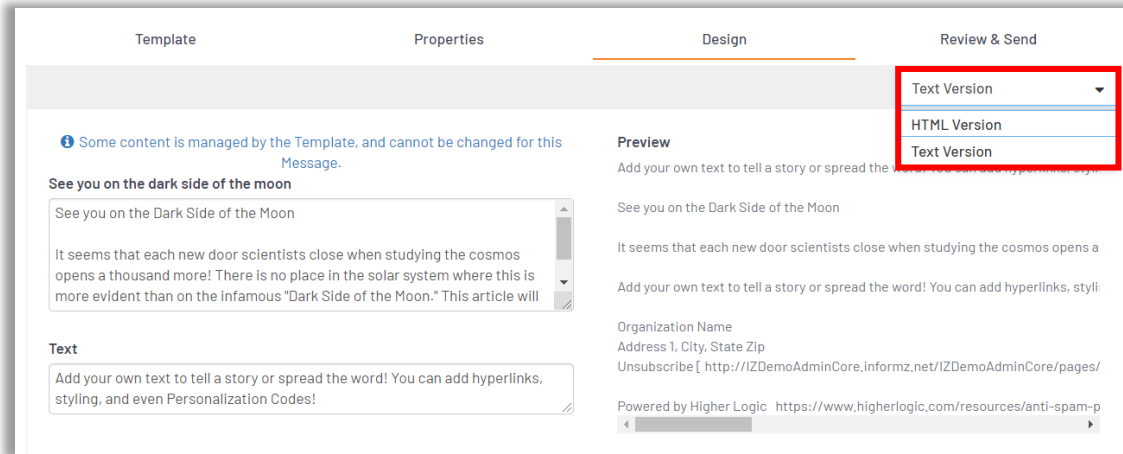 Template
Properties
Design
Review & Send
Text Version
HTML Version
Text Version
Some content is managed by the Template, and cannot be changed for this
Message.
See you on the dark side of the moon
See you on the Dark Side of the Moon
It seems that each new door scientists close when studying the cosmos
opens a thousand more! There is no place in the solar system where this is
more evident than on the infamous "Dark Side of the Moon." This article will
Text
Add your own text to tell a story or spread the word! You can add hyperlinks,
styling, and even Personalization Codes!
Preview
Add your own text to tell a story or spread the
See you on the Dark Side of the Moon
It seems that each new door scientists close when studying the cosmos opens a
Add your own text to tell a story or spread the word! You can add hyperlinks, styli
Organization Name
Address 1, City, State Zip
Unsubscribe [ http://IZDemoAdminCore.informz.net/IZDemoAdminCore/pages/
Powered by Higher Logic https://www.higherlogic.com/resources/anti-spam-p